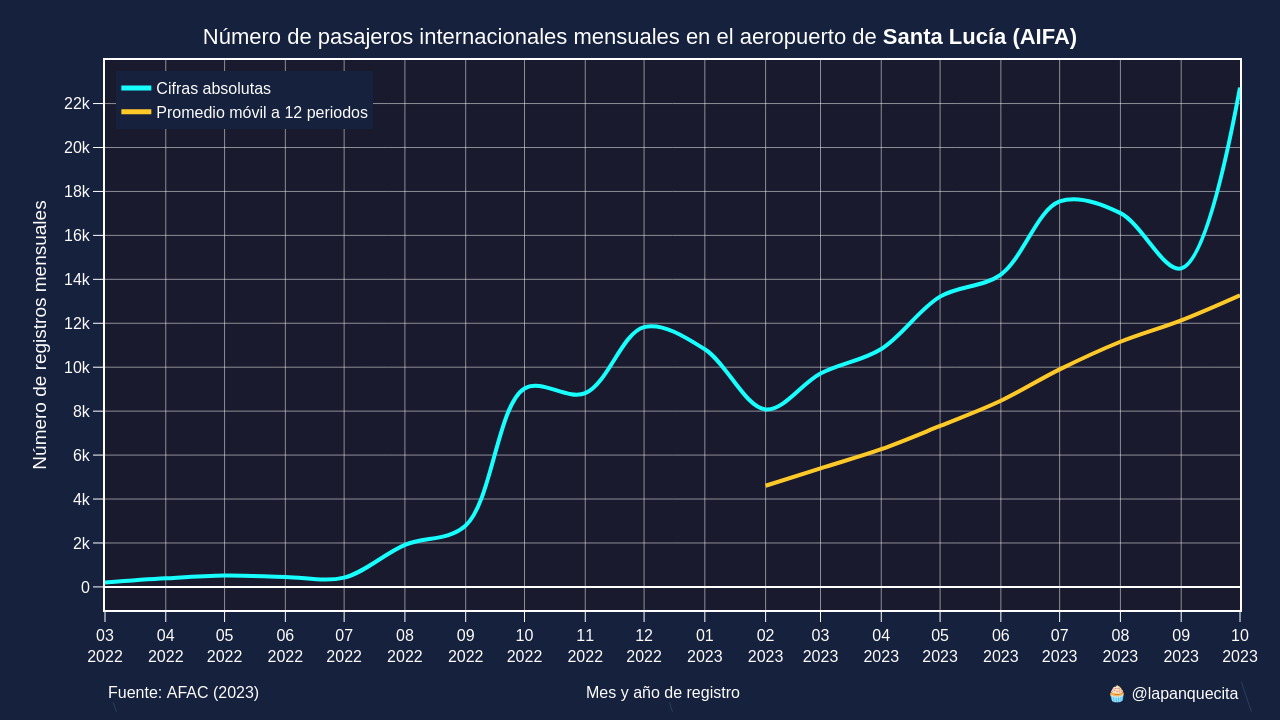 Número de pasajeros internacionales mensuales en el aeropuerto de Santa Lucía (AIFA)
Cifras absolutas
Promedio móvil a 12 periodos
Número de registros mensuales
22k
20k
18k
16k
14k
12k
10k
8k
6k
4k
2k
0
03 04 05 06 07 08 09 10 11 12 01 02 03 04 05 06 07 08 09 10
2022 2022 2022 2022 2022 2022 2022 2022 2022 2022 2023 2023 2023 2023 2023 2023 2023 2023 2023 2023
Fuente: AFAC (2023)
Mes y año de registro
🧁 @lapanquecita